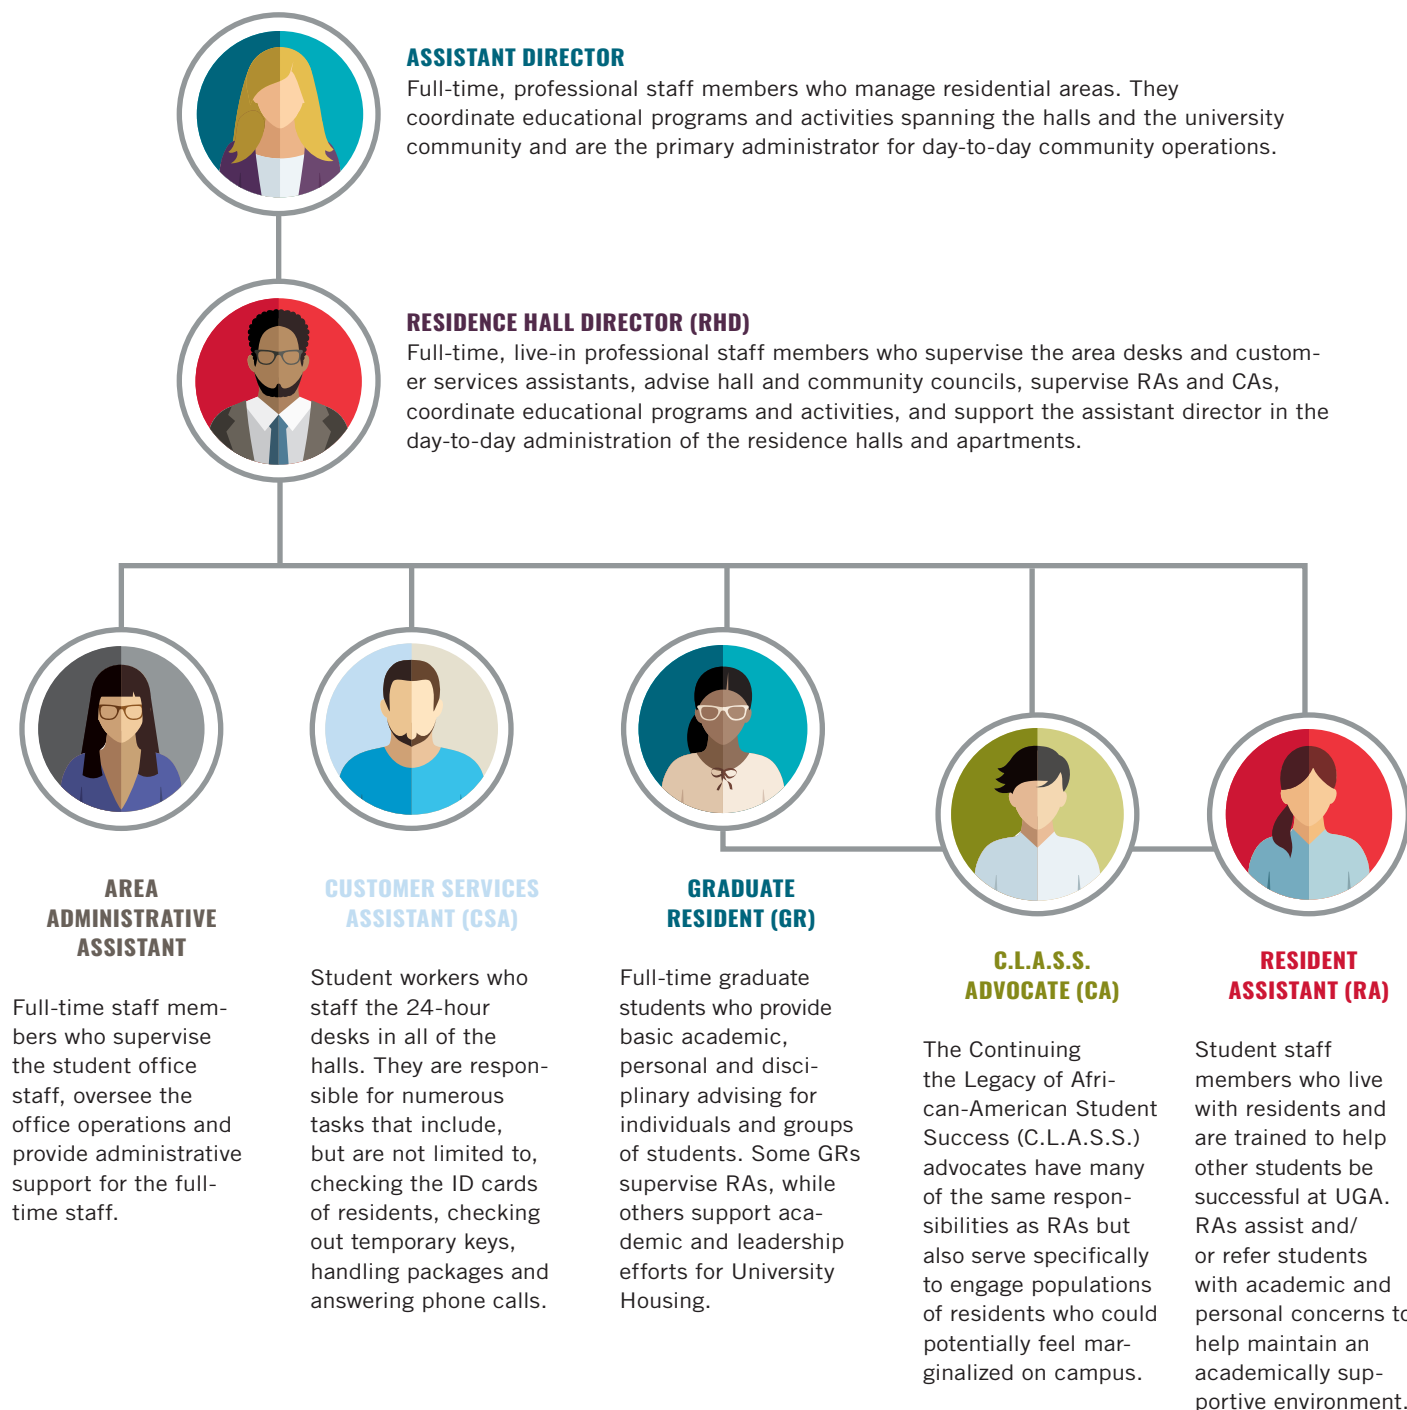 ASSISTANT DIRECTOR
Full-time, professional staff members who manage residential areas. They
coordinate educational programs and activities spanning the halls and the university
community and are the primary administrator for day-to-day community operations.
RESIDENCE HALL DIRECTOR (RHD)
Full-time, live-in professional staff members who supervise the area desks and custom-
er services assistants, advise hall and community councils, supervise RAs and CAs,
coordinate educational programs and activities, and support the assistant director in the
day-to-day administration of the residence halls and apartments.
AREA
ADMINISTRATIVE
ASSISTANT
Full-time staff mem-
bers who supervise
the student office
staff, oversee the
office operations and
provide administrative
support for the full-
time staff.
CUSTOMER SERVICES
ASSISTANT (CSA)
Student workers who
staff the 24-hour
desks in all of the
halls. They are respon-
sible for numerous
tasks that include,
but are not limited to,
checking the ID cards
of residents, checking
out temporary keys,
handling packages and
answering phone calls.
GRADUATE
RESIDENT (GR)
Full-time graduate
students who provide
basic academic,
personal and disci-
plinary advising for
individuals and groups
of students. Some GRs
supervise RAs, while
others support aca-
demic and leadership
efforts for University
Housing.
C.L.A.S.S.
ADVOCATE (CA)
The Continuing
the Legacy of Afri-
can-American Student
Success (C.L.A.S.S.)
advocates have many
of the same respon-
sibilities as RAs but
also serve specifically
to engage populations
of residents who could
potentially feel mar-
ginalized on campus.
RESIDENT
ASSISTANT (RA)
Student staff
members who live
with residents and
are trained to help
other students be
successful at UGA.
RAs assist and/
or refer students
with academic and
personal concerns to
help maintain an
academically sup-
portive environment.